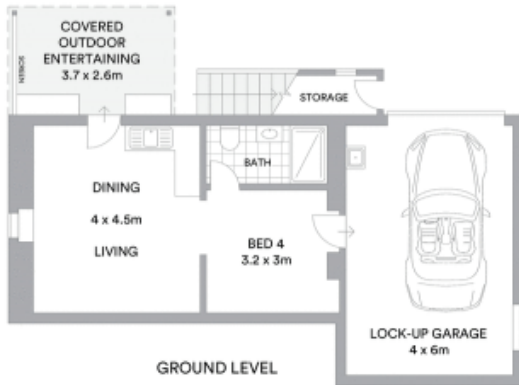 COVERED
OUTDOOR
ENTERTAINING
3.7 x 2.6m
SCREEN
STORAGE
BATH
DINING
4 x 4.5m
LIVING
BED 4
3.2 x 3m
LOCK-UP GARAGE
4 x 6m
GROUND LEVEL